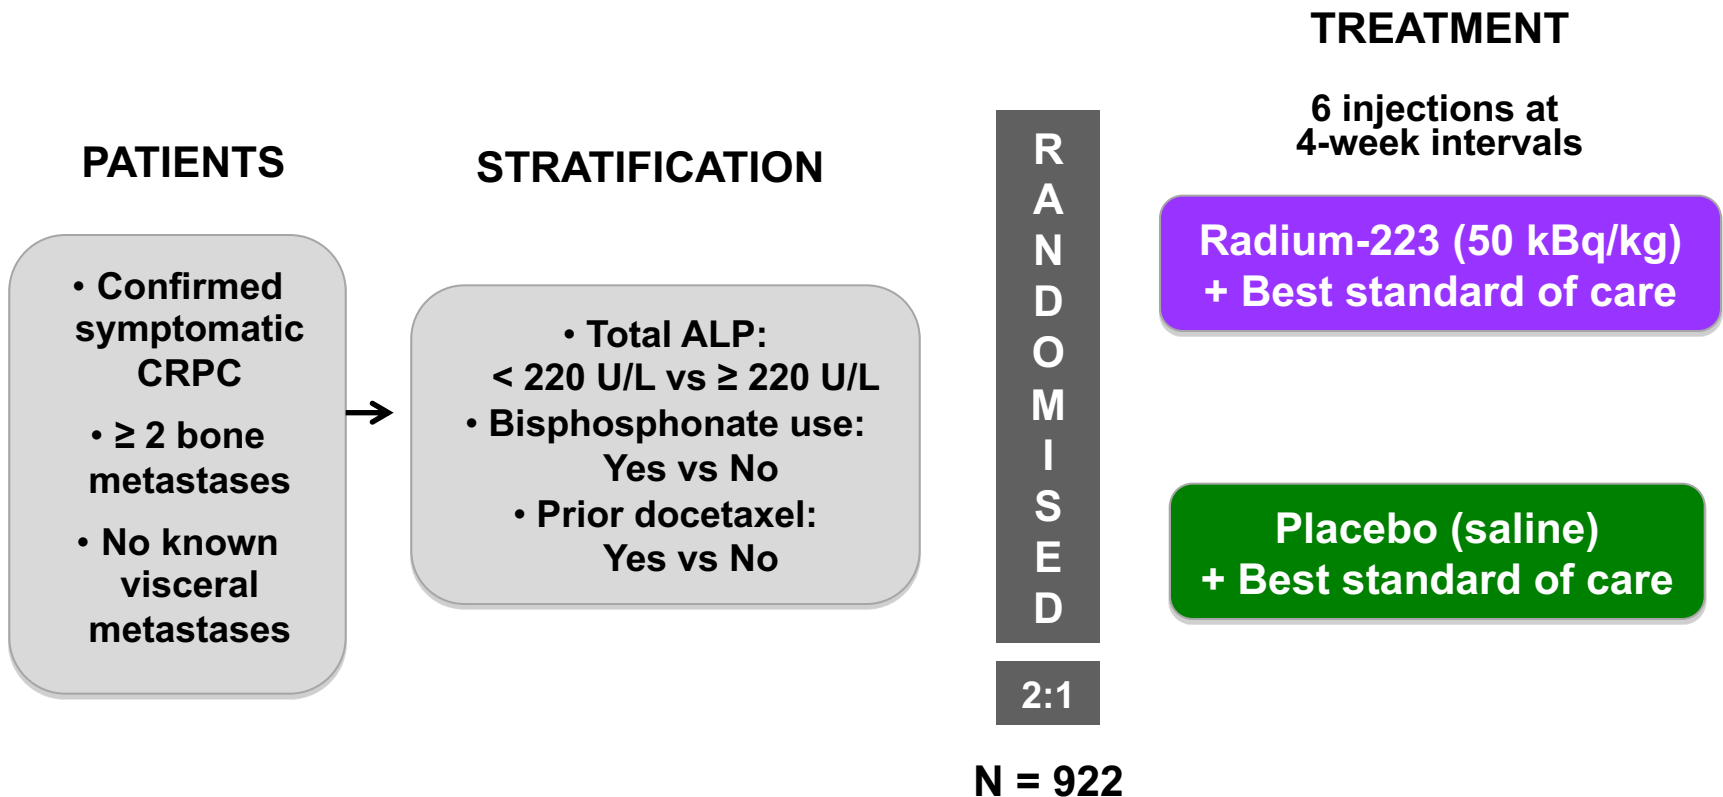 PATIENTS
• Confirmed
symptomatic
CRPC
• ≥ 2 bone
metastases
• No known
visceral
metastases
STRATIFICATION
• Total ALP:
< 220 U/L vs ≥ 220 U/L
• Bisphosphonate use:
Yes vs No
• Prior docetaxel:
Yes vs No
RANDOMISED
2:1
N = 922
TREATMENT
6 injections at
4-week intervals
Radium-223 (50 kBq/kg)
+ Best standard of care
Placebo (saline)
+ Best standard of care